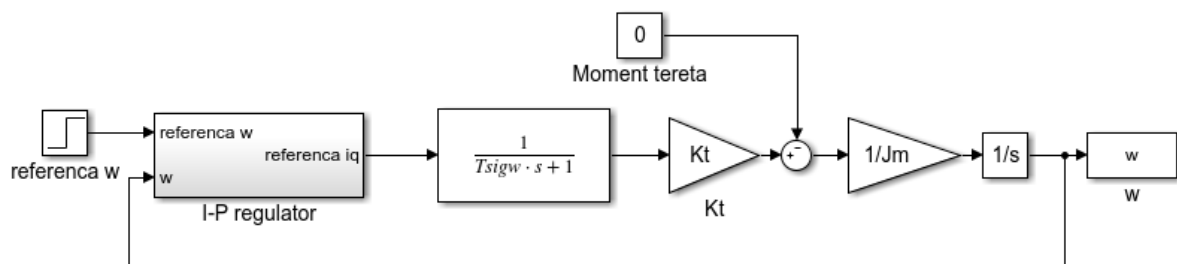 0
Moment tereta
referenca w
referenca iq
w
referenca w
I-P regulator
1
Tsigw · s + 1
Kt
Kt
+
-
1/Jm
1/s
w
w